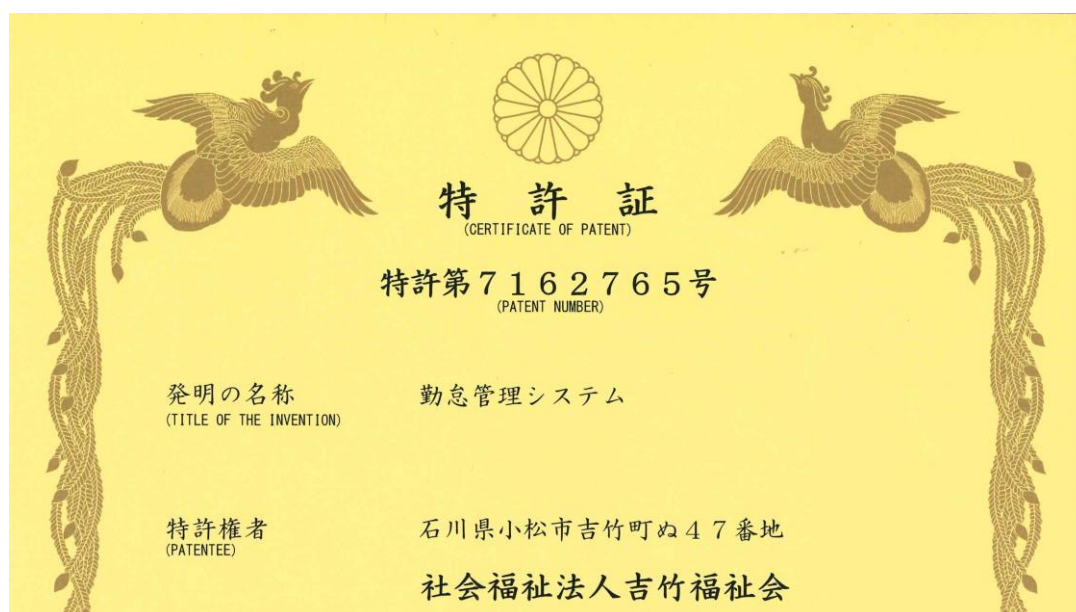 特許証
(CERTIFICATE OF PATENT)
特許第７１６２７６５号
(PATENT NUMBER)
発明の名称 勤怠管理システム
(TITLE OF THE INVENTION)
特許権者 石川県小松市吉竹町ぬ４７番地
(PATENTEE)
社会福祉法人吉竹福祉会